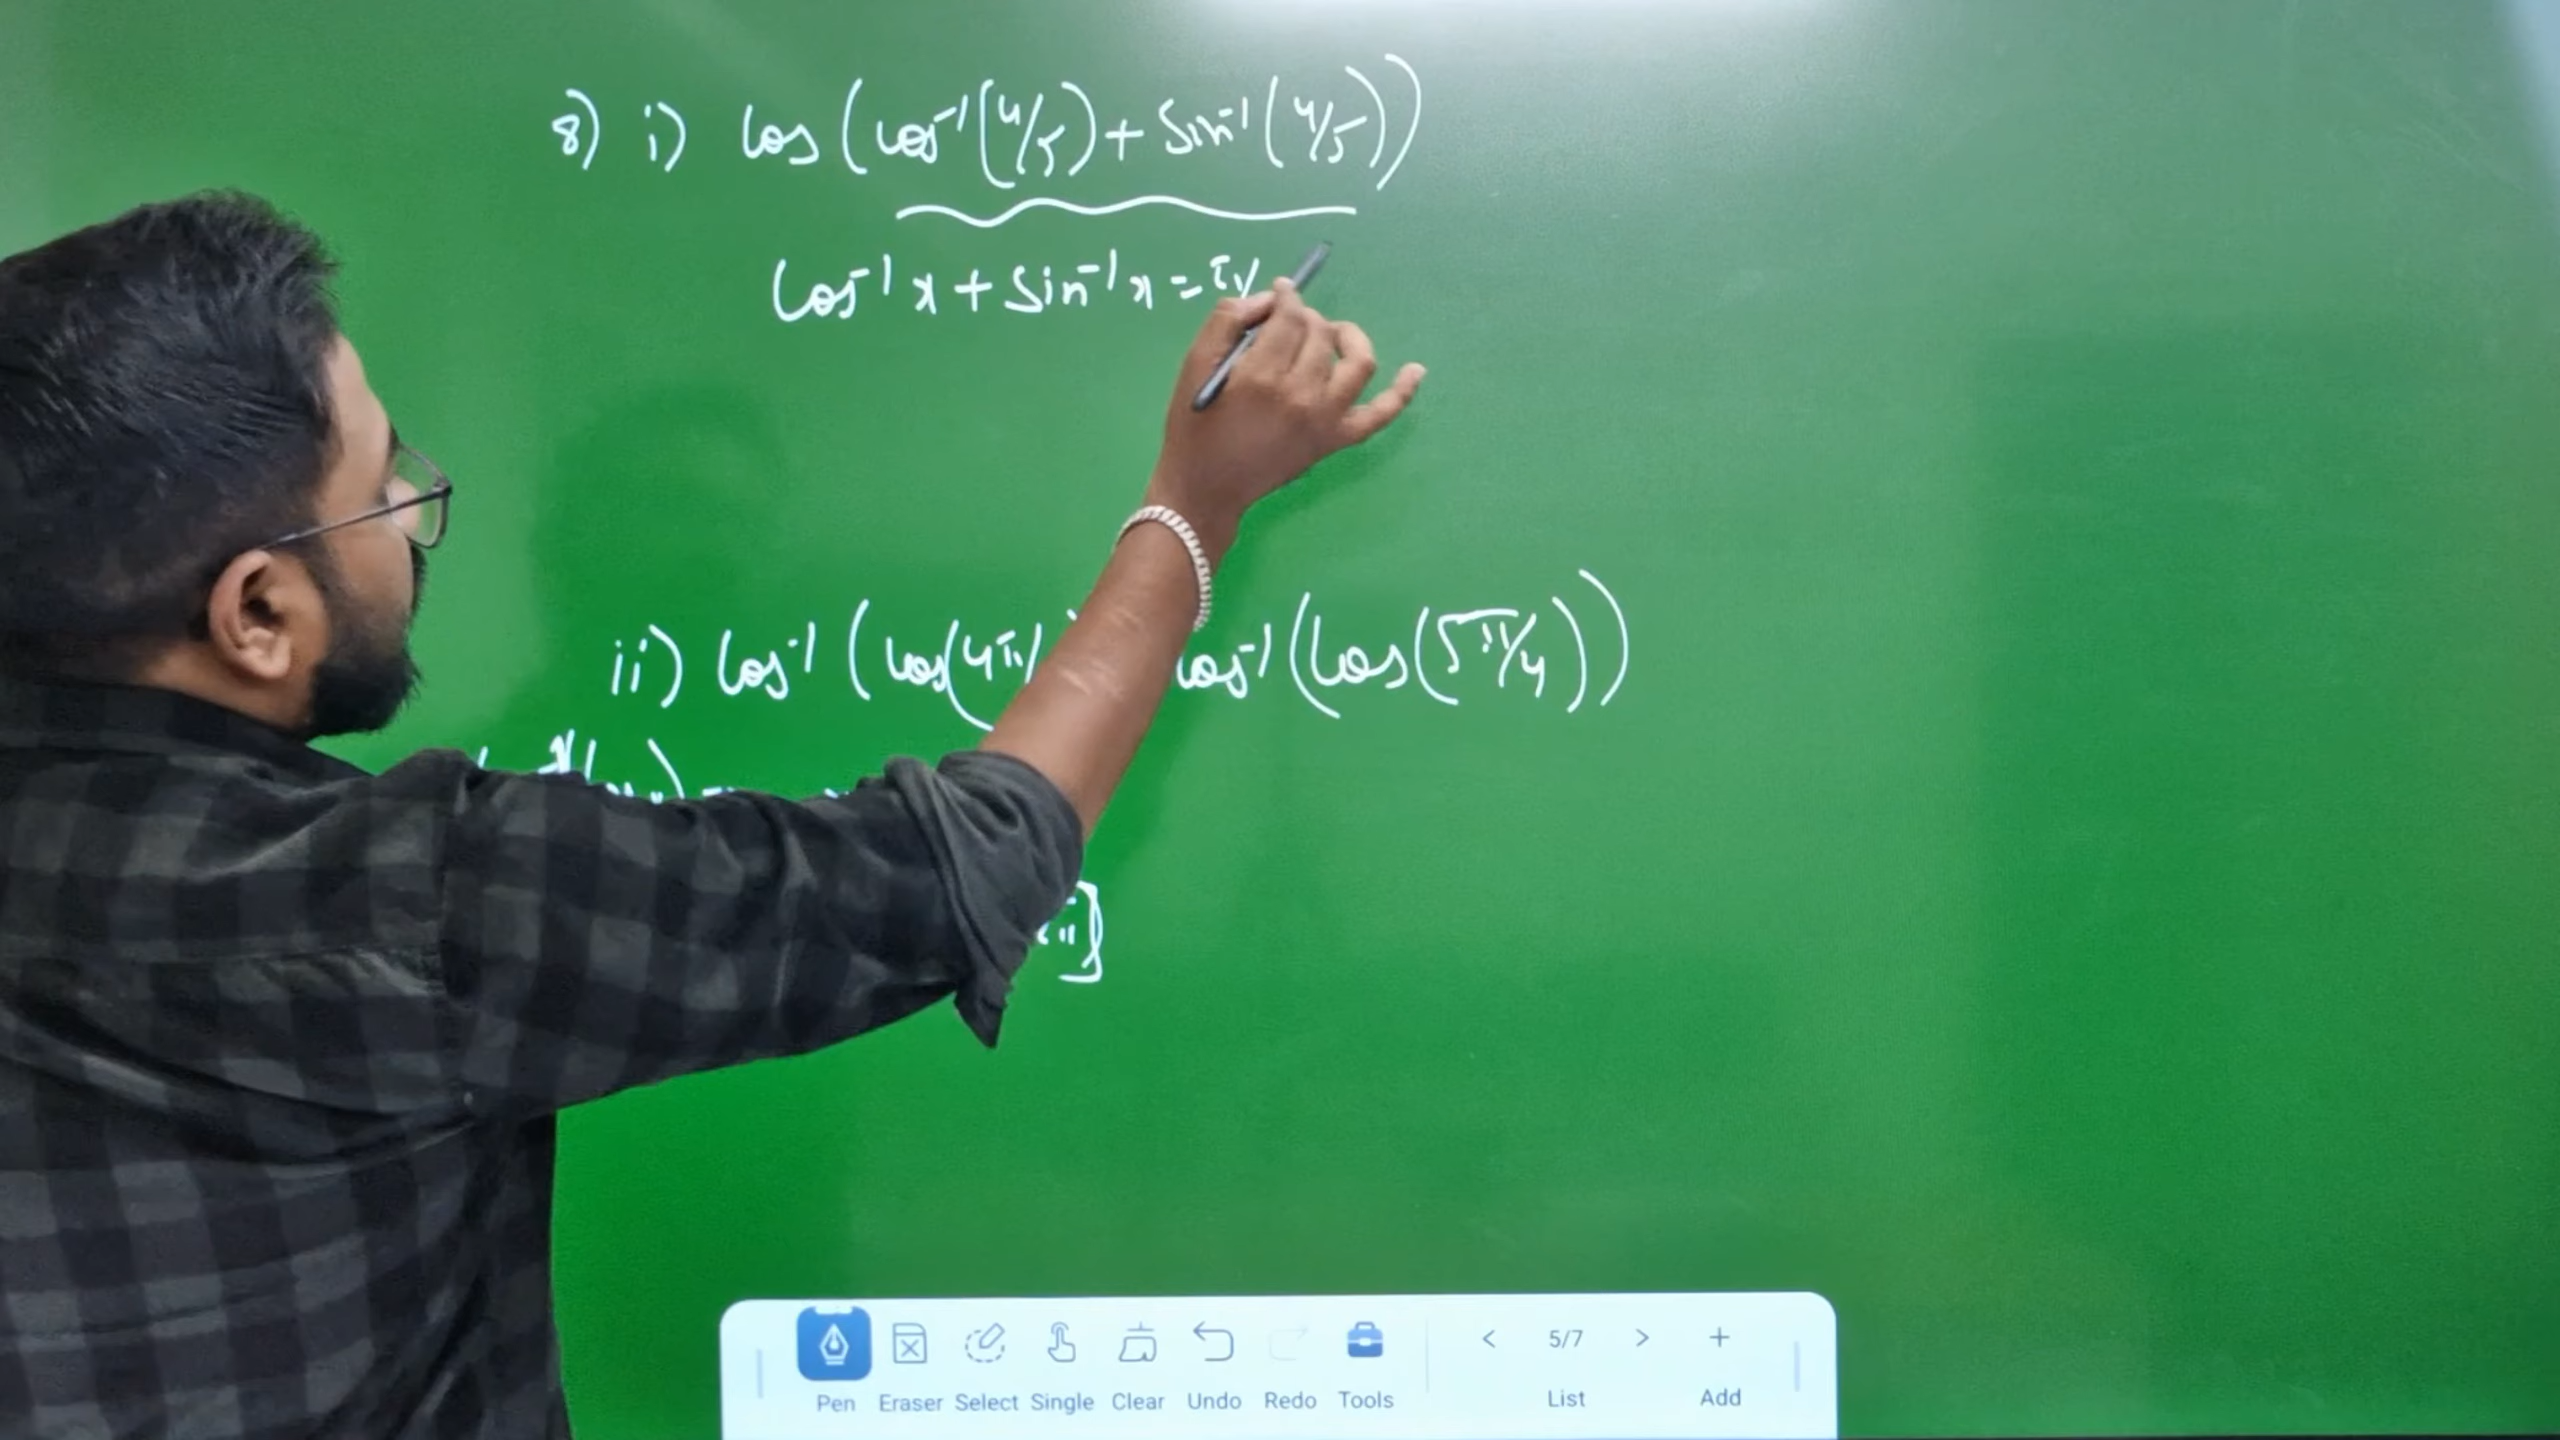 8) i) cos(cos⁻¹(4/5)+ Sin⁻¹(4/5))
cos⁻¹x + sin⁻¹x = π/
ii) cos⁻¹(cos(4π/ cos⁻¹(cos(5π/4))
π]
Pen Eraser Select Single Clear Undo Redo Tools < 5/7 > +
List Add